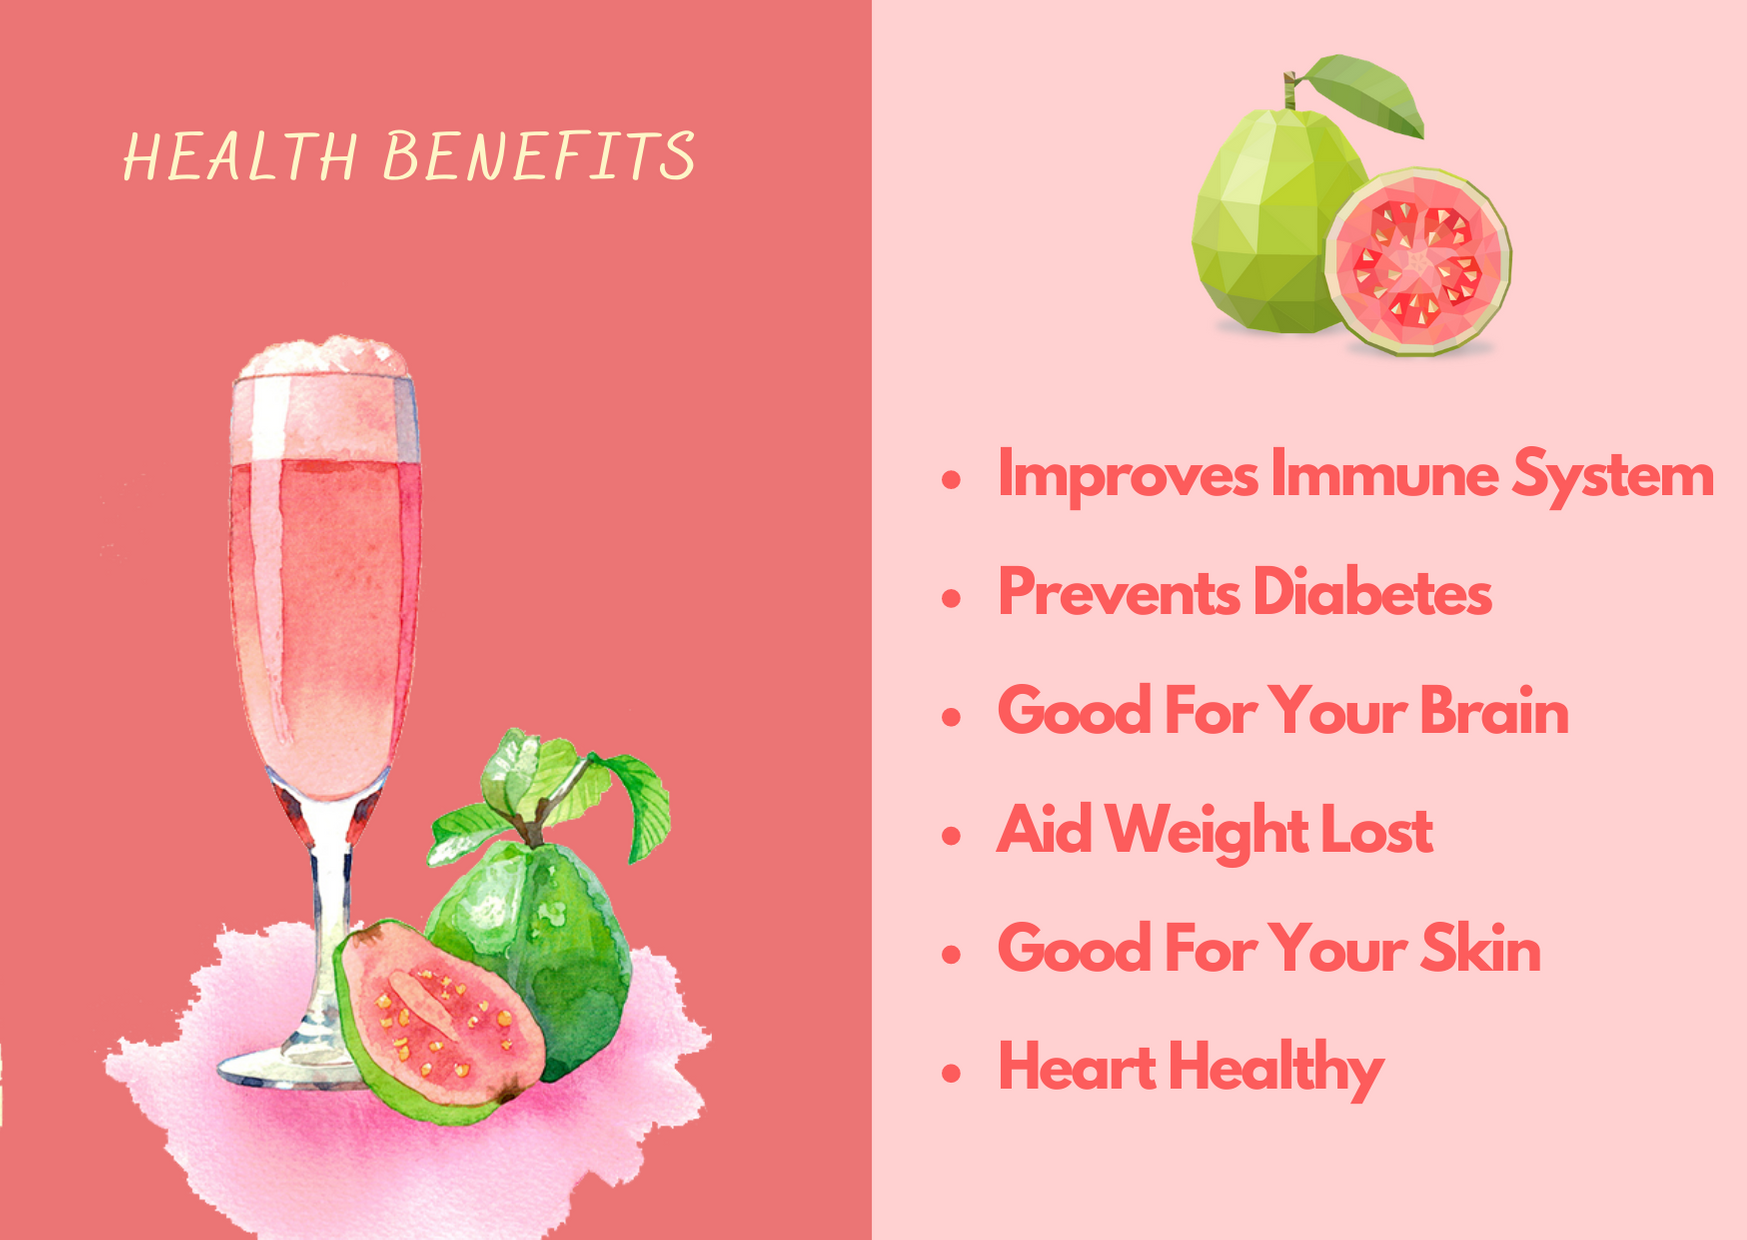 HEALTH BENEFITS
• Improves Immune System
• Prevents Diabetes
• Good For Your Brain
• Aid Weight Lost
• Good For Your Skin
• Heart Healthy